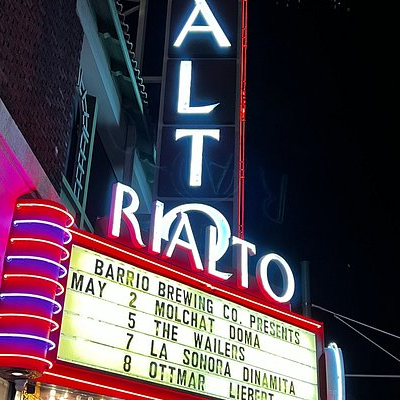 ALT
RIALTO
BARRIO BREWING CO. PRESENTS
MAY 2 MOLCHAT DOMA
5 THE WAILERS
7 LA SONORA DINAMITA
8 OTTMAR LIEBERT